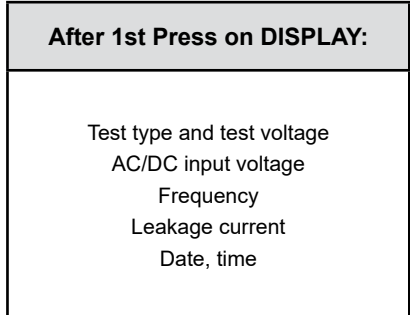 After 1st Press on DISPLAY:
Test type and test voltage
AC/DC input voltage
Frequency
Leakage current
Date, time